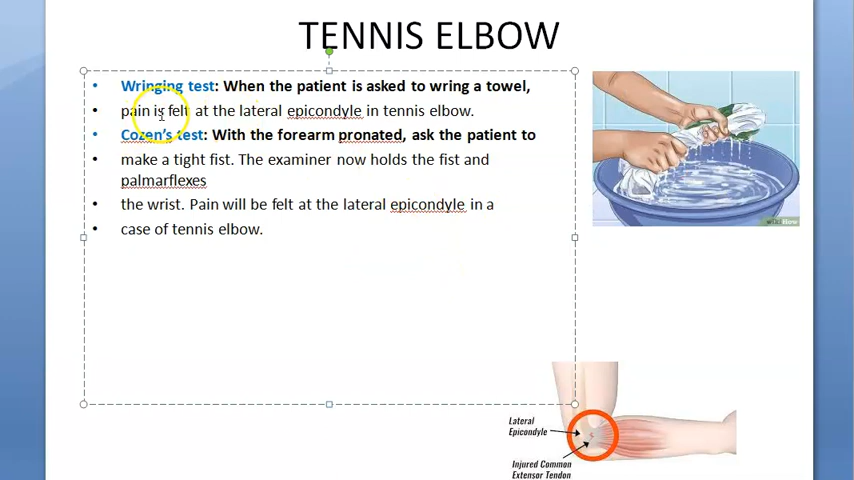 TENNIS ELBOW
• Wringing test: When the patient is asked to wring a towel,
• pain is felt at the lateral epicondyle in tennis elbow.
• Cozen's test: With the forearm pronated, ask the patient to
• make a tight fist. The examiner now holds the fist and
palmarflexes
• the wrist. Pain will be felt at the lateral epicondyle in a
• case of tennis elbow.
wikiHow
Lateral
Epicondyle
Injured Common
Extensor Tendon